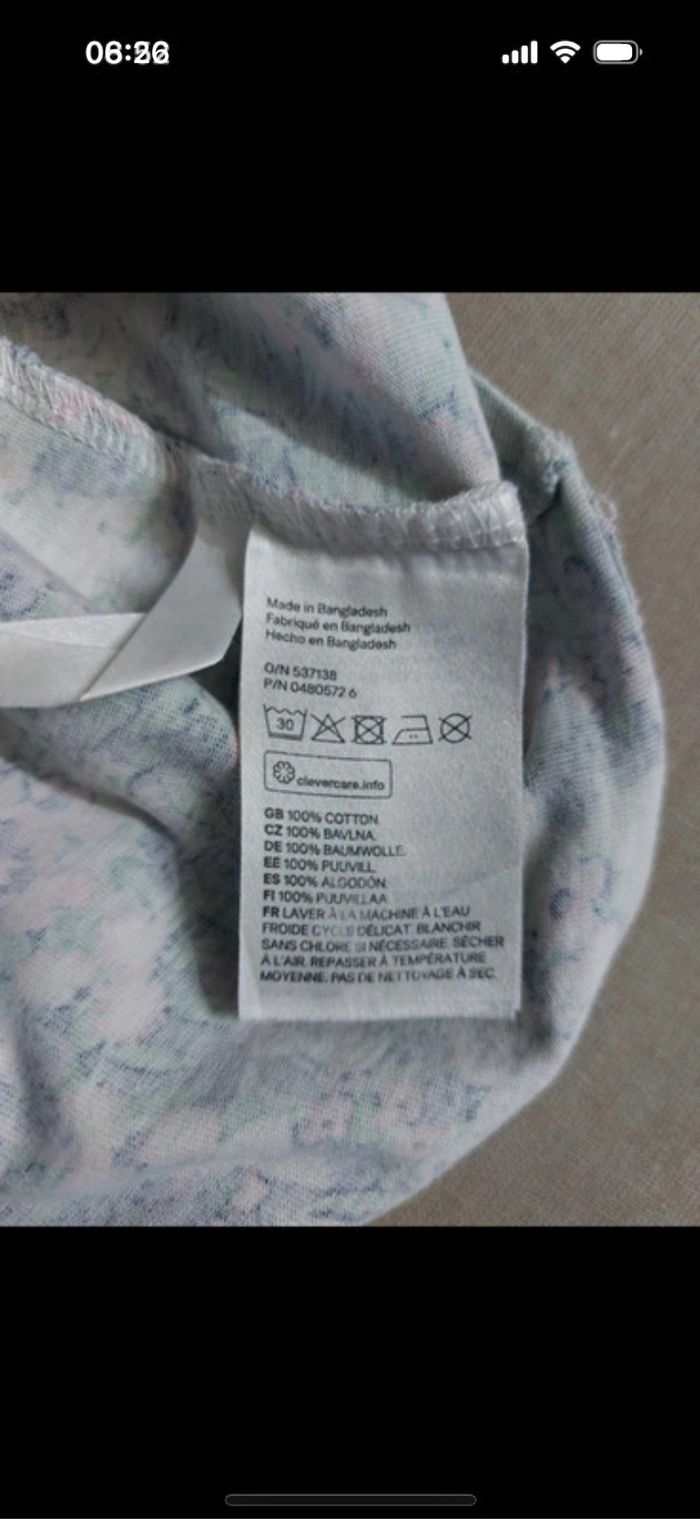 Made in Bangladesh
Fabriqué en Bangladesh
Hecho en Bangladesh
O/N 537138
P/N 0480572 6
30
clevercare.info
GB 100% COTTON.
CZ 100% BAVLNA.
DE 100% BAUMWOLLE.
EE 100% PUUVILL.
ES 100% ALGODÓN.
FI 100% PUUVILLAA.
FR LAVER À LA MACHINE À L'EAU
FROIDE CYCLE DÉLICAT. BLANCHIR
SANS CHLORE SI NÉCESSAIRE. SÉCHER
À L'AIR. REPASSER À TEMPÉRATURE
MOYENNE. PAS DE NETTOYAGE À SEC.